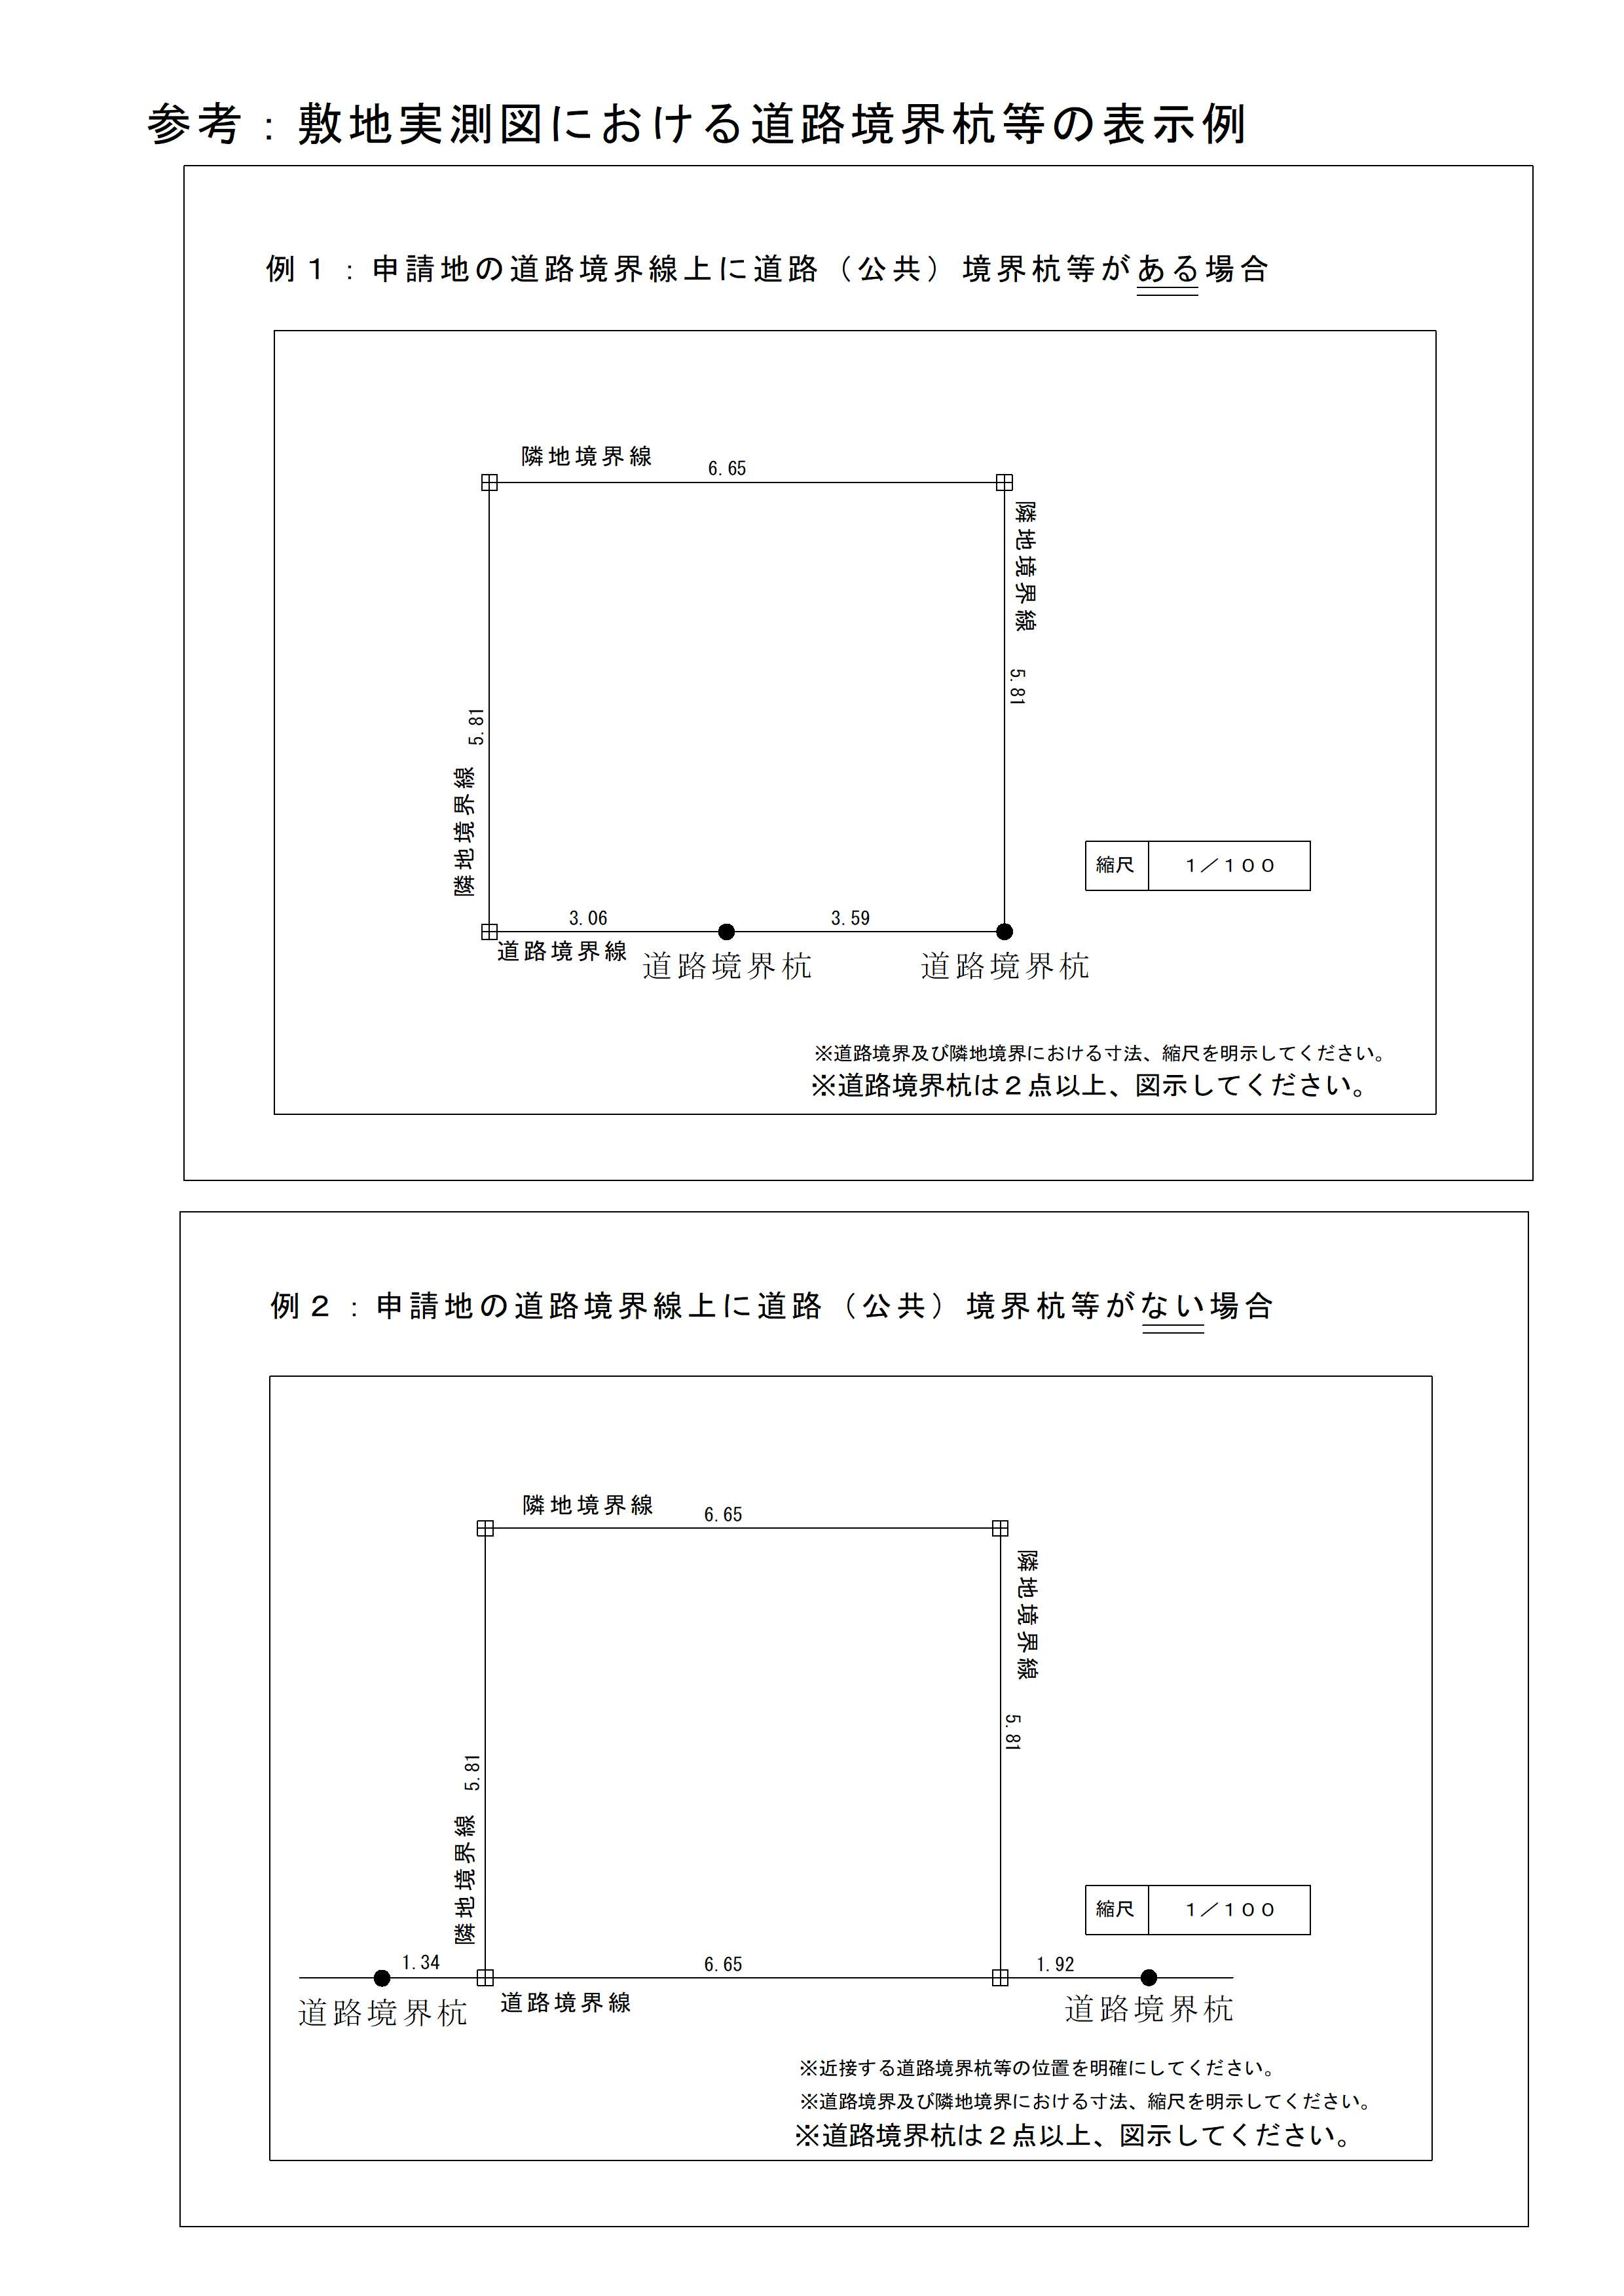 参考：敷地実測図における道路境界杭等の表示例
例１：申請地の道路境界線上に道路（公共）境界杭等がある場合
隣地境界線
6.65
隣地境界線
5.81
5.81
隣地境界線
縮尺
１／１００
3.06
3.59
道路境界線
道路境界杭
道路境界杭
※道路境界及び隣地境界における寸法、縮尺を明示してください。
※道路境界杭は２点以上、図示してください。
例２：申請地の道路境界線上に道路（公共）境界杭等がない場合
隣地境界線
6.65
隣地境界線
5.81
5.81
隣地境界線
縮尺
１／１００
1.34
6.65
1.92
道路境界杭
道路境界線
道路境界杭
※近接する道路境界杭等の位置を明確にしてください。
※道路境界及び隣地境界における寸法、縮尺を明示してください。
※道路境界杭は２点以上、図示してください。